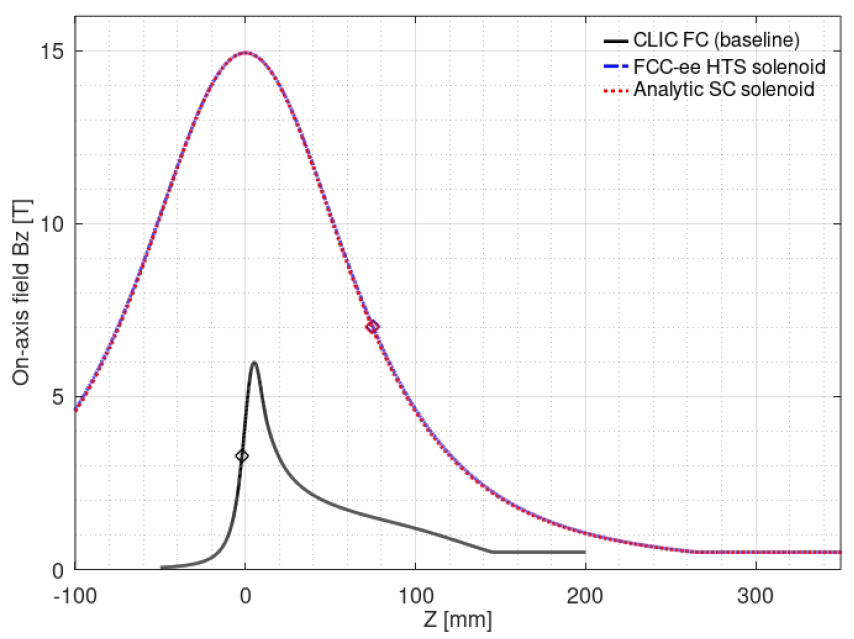 15
10
5
0
On-axis field Bz [T]
CLIC FC (baseline)
FCC-ee HTS solenoid
Analytic SC solenoid
-100
0
100
200
300
Z [mm]